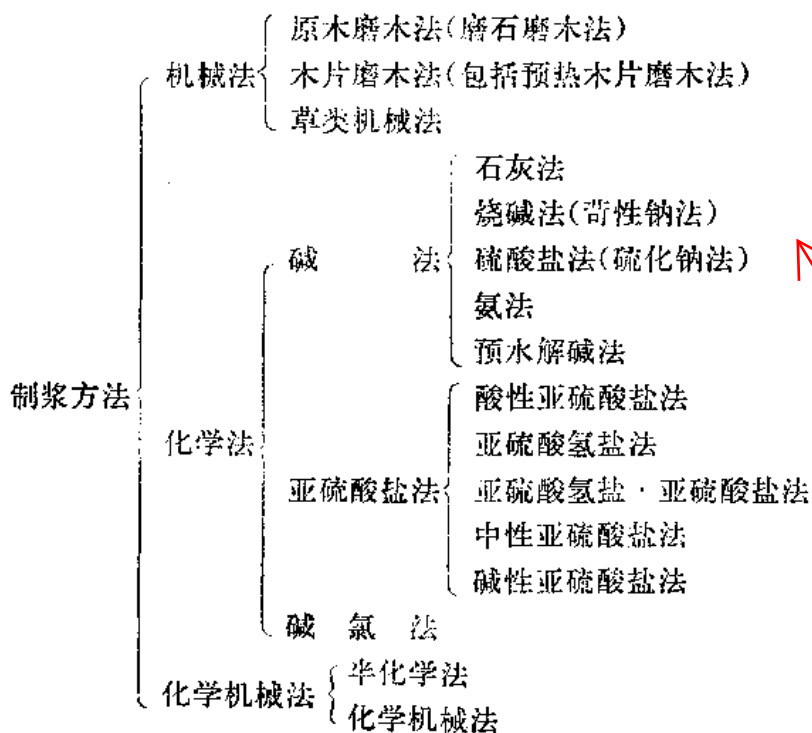 原木磨木法(磨石磨木法)
机械法
木片磨木法(包括预热木片磨木法)
草类机械法
石灰法
烧碱法(苛性钠法)
碱 法
硫酸盐法(硫化钠法)
氨法
预水解碱法
制浆方法
酸性亚硫酸盐法
化学法
亚硫酸氢盐法
亚硫酸盐法
亚硫酸氢盐·亚硫酸盐法
中性亚硫酸盐法
碱性亚硫酸盐法
碱 氯 法
化学机械法
半化学法
化学机械法